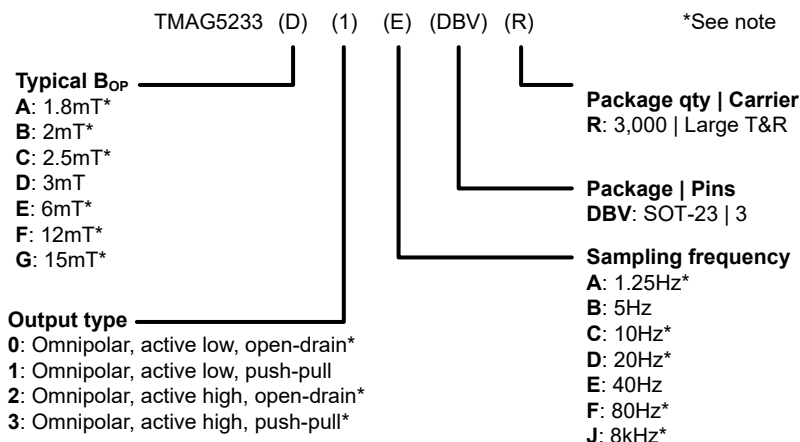 TMAG5233 (D) (1) (E) (DBV) (R) *See note
Typical BOP
A: 1.8mT*
B: 2mT*
C: 2.5mT*
D: 3mT
E: 6mT*
F: 12mT*
G: 15mT*
Output type
0: Omnipolar, active low, open-drain*
1: Omnipolar, active low, push-pull
2: Omnipolar, active high, open-drain*
3: Omnipolar, active high, push-pull*
Package qty | Carrier
R: 3,000 | Large T&R
Package | Pins
DBV: SOT-23 | 3
Sampling frequency
A: 1.25Hz*
B: 5Hz
C: 10Hz*
D: 20Hz*
E: 40Hz
F: 80Hz*
J: 8kHz*